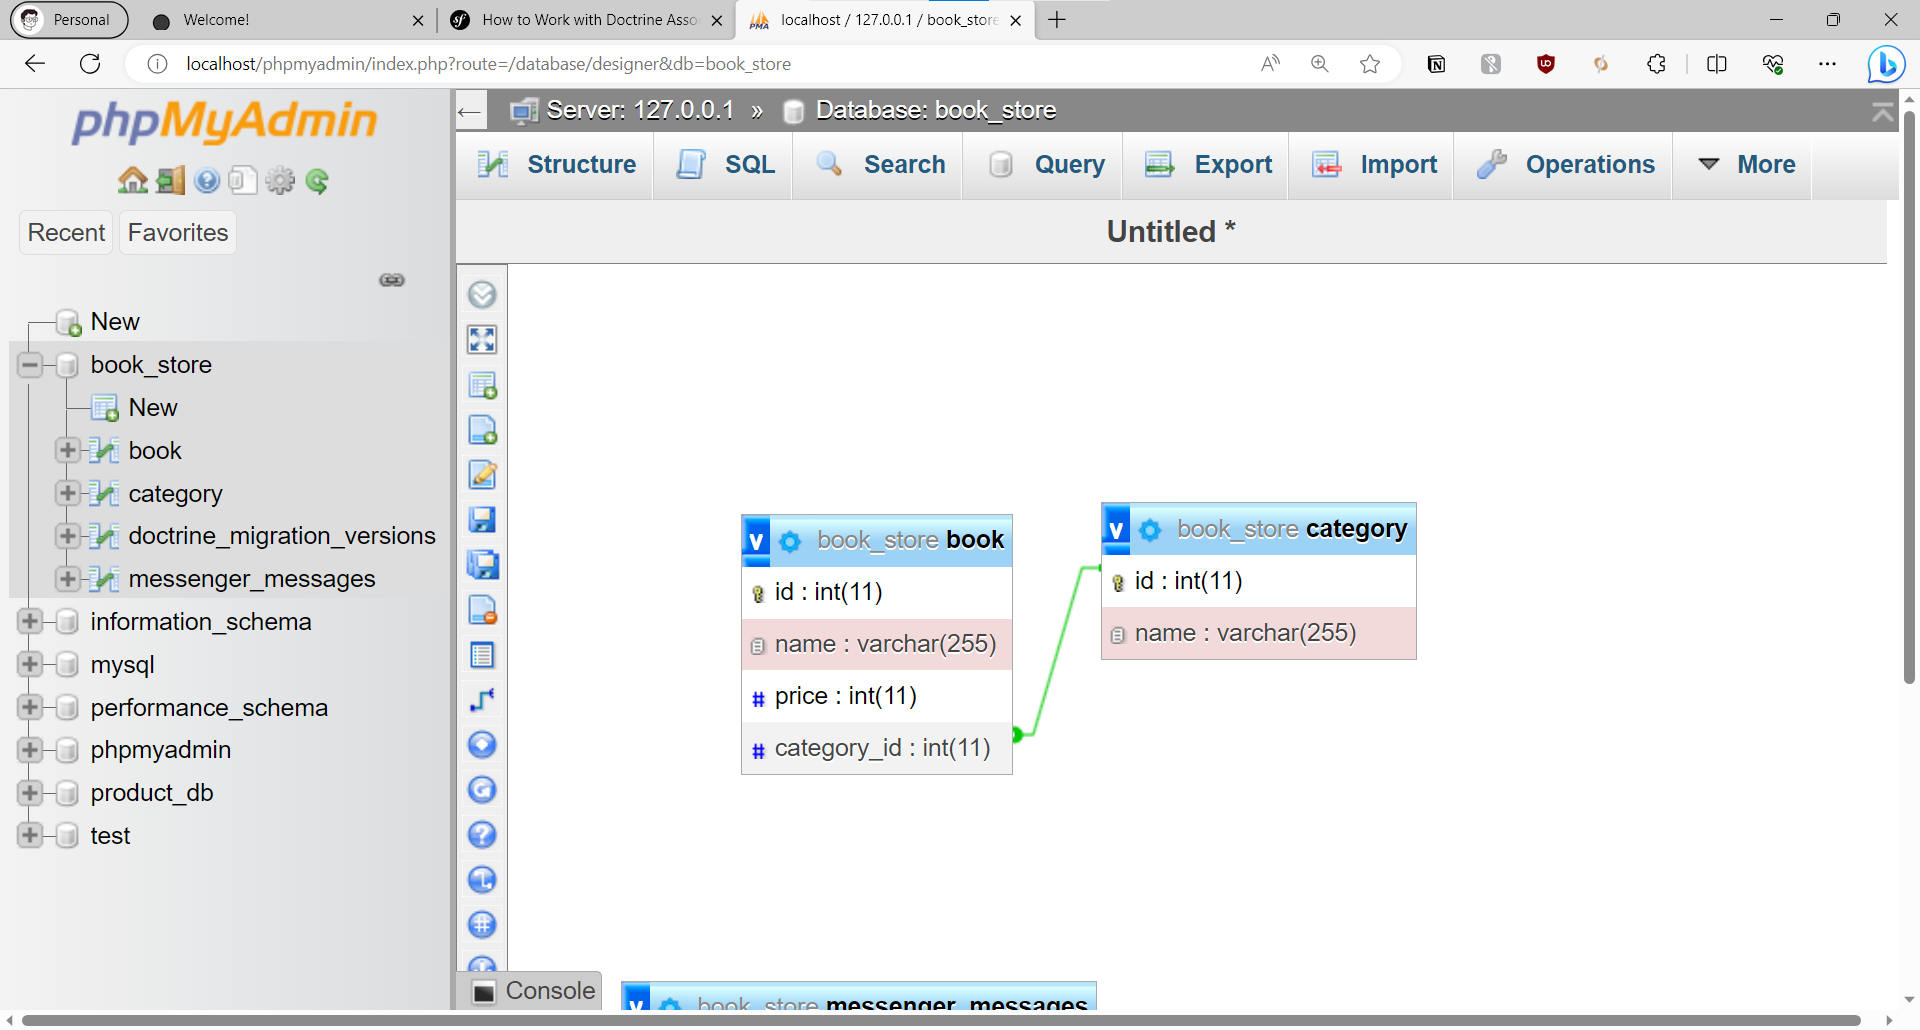 Personal
Welcome!
How to Work with Doctrine Asso
localhost / 127.0.0.1 / book_store
localhost/phpmyadmin/index.php?route=/database/designer&db=book_store
phpMyAdmin
Recent
Favorites
New
book_store
New
book
category
doctrine_migration_versions
messenger_messages
information_schema
mysql
performance_schema
phpmyadmin
product_db
test
Server: 127.0.0.1 » Database: book_store
Structure
SQL
Search
Query
Export
Import
Operations
More
Untitled *
v book_store book
id : int(11)
name : varchar(255)
# price : int(11)
# category_id : int(11)
v book_store category
id : int(11)
name : varchar(255)
Console
v book_store messenger_messages